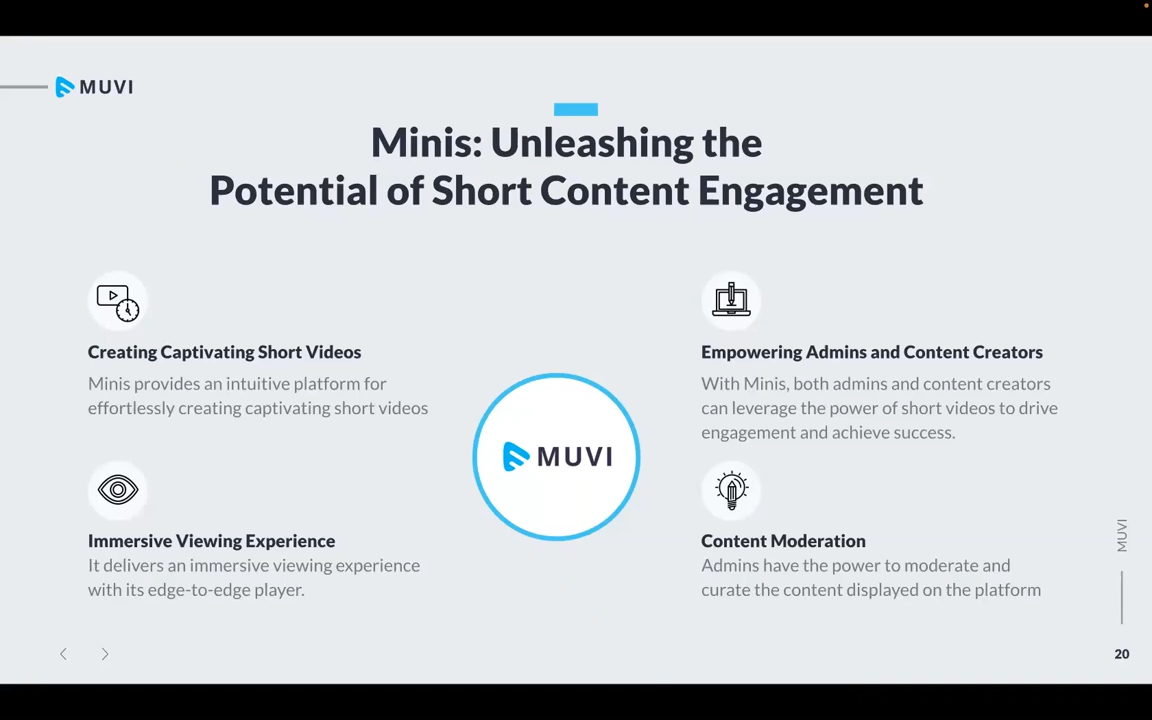 MUVI
Minis: Unleashing the
Potential of Short Content Engagement
Creating Captivating Short Videos
Minis provides an intuitive platform for
effortlessly creating captivating short videos
Immersive Viewing Experience
It delivers an immersive viewing experience
with its edge-to-edge player.
MUVI
Empowering Admins and Content Creators
With Minis, both admins and content creators
can leverage the power of short videos to drive
engagement and achieve success.
Content Moderation
Admins have the power to moderate and
curate the content displayed on the platform
MUVI
20